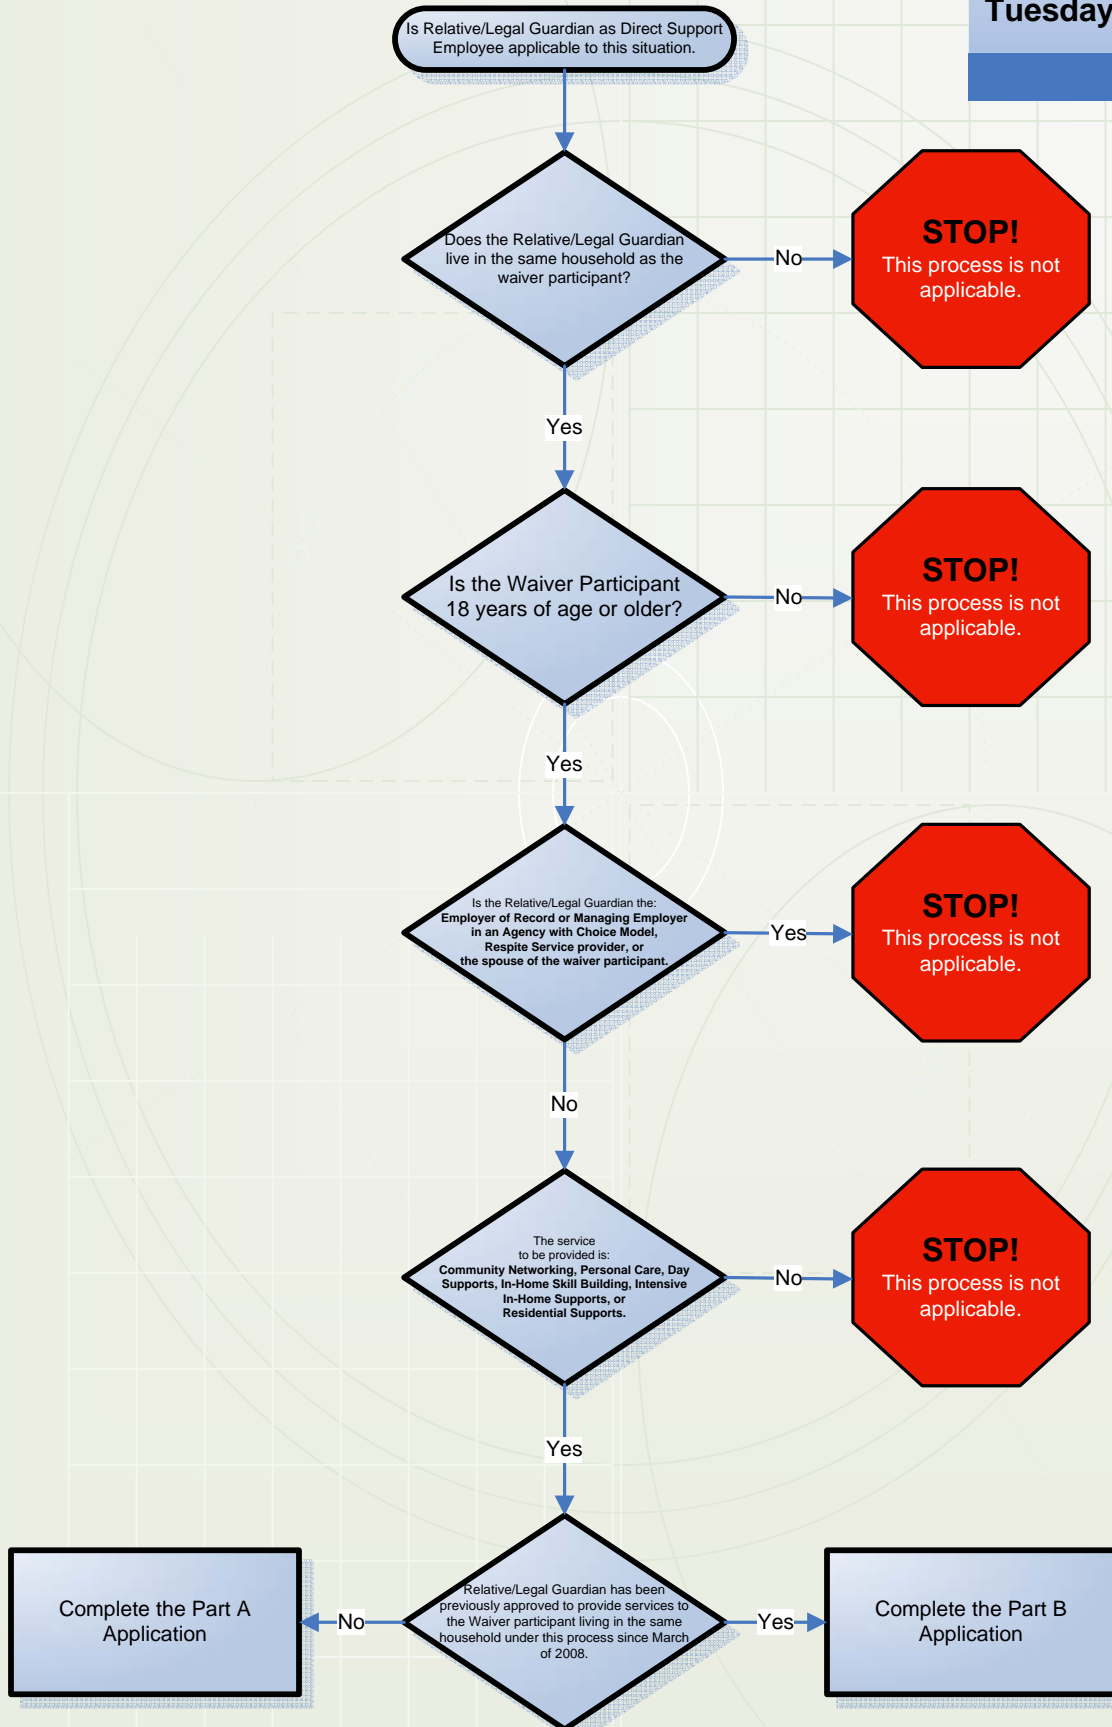 Tuesday
Is Relative/Legal Guardian as Direct Support
Employee applicable to this situation.
Does the Relative/Legal Guardian
live in the same household as the
waiver participant?
No
STOP!
This process is not
applicable.
Yes
Is the Waiver Participant
18 years of age or older?
No
STOP!
This process is not
applicable.
Yes
Is the Relative/Legal Guardian the:
Employer of Record or Managing Employer
in an Agency with Choice Model,
Respite Service provider, or
the spouse of the waiver participant.
Yes
STOP!
This process is not
applicable.
No
The service
to be provided is:
Community Networking, Personal Care, Day
Supports, In-Home Skill Building, Intensive
In-Home Supports, or
Residential Supports.
No
STOP!
This process is not
applicable.
Yes
Relative/Legal Guardian has been
previously approved to provide services to
the Waiver participant living in the same
household under this process since March
of 2008.
No
Complete the Part A
Application
Yes
Complete the Part B
Application